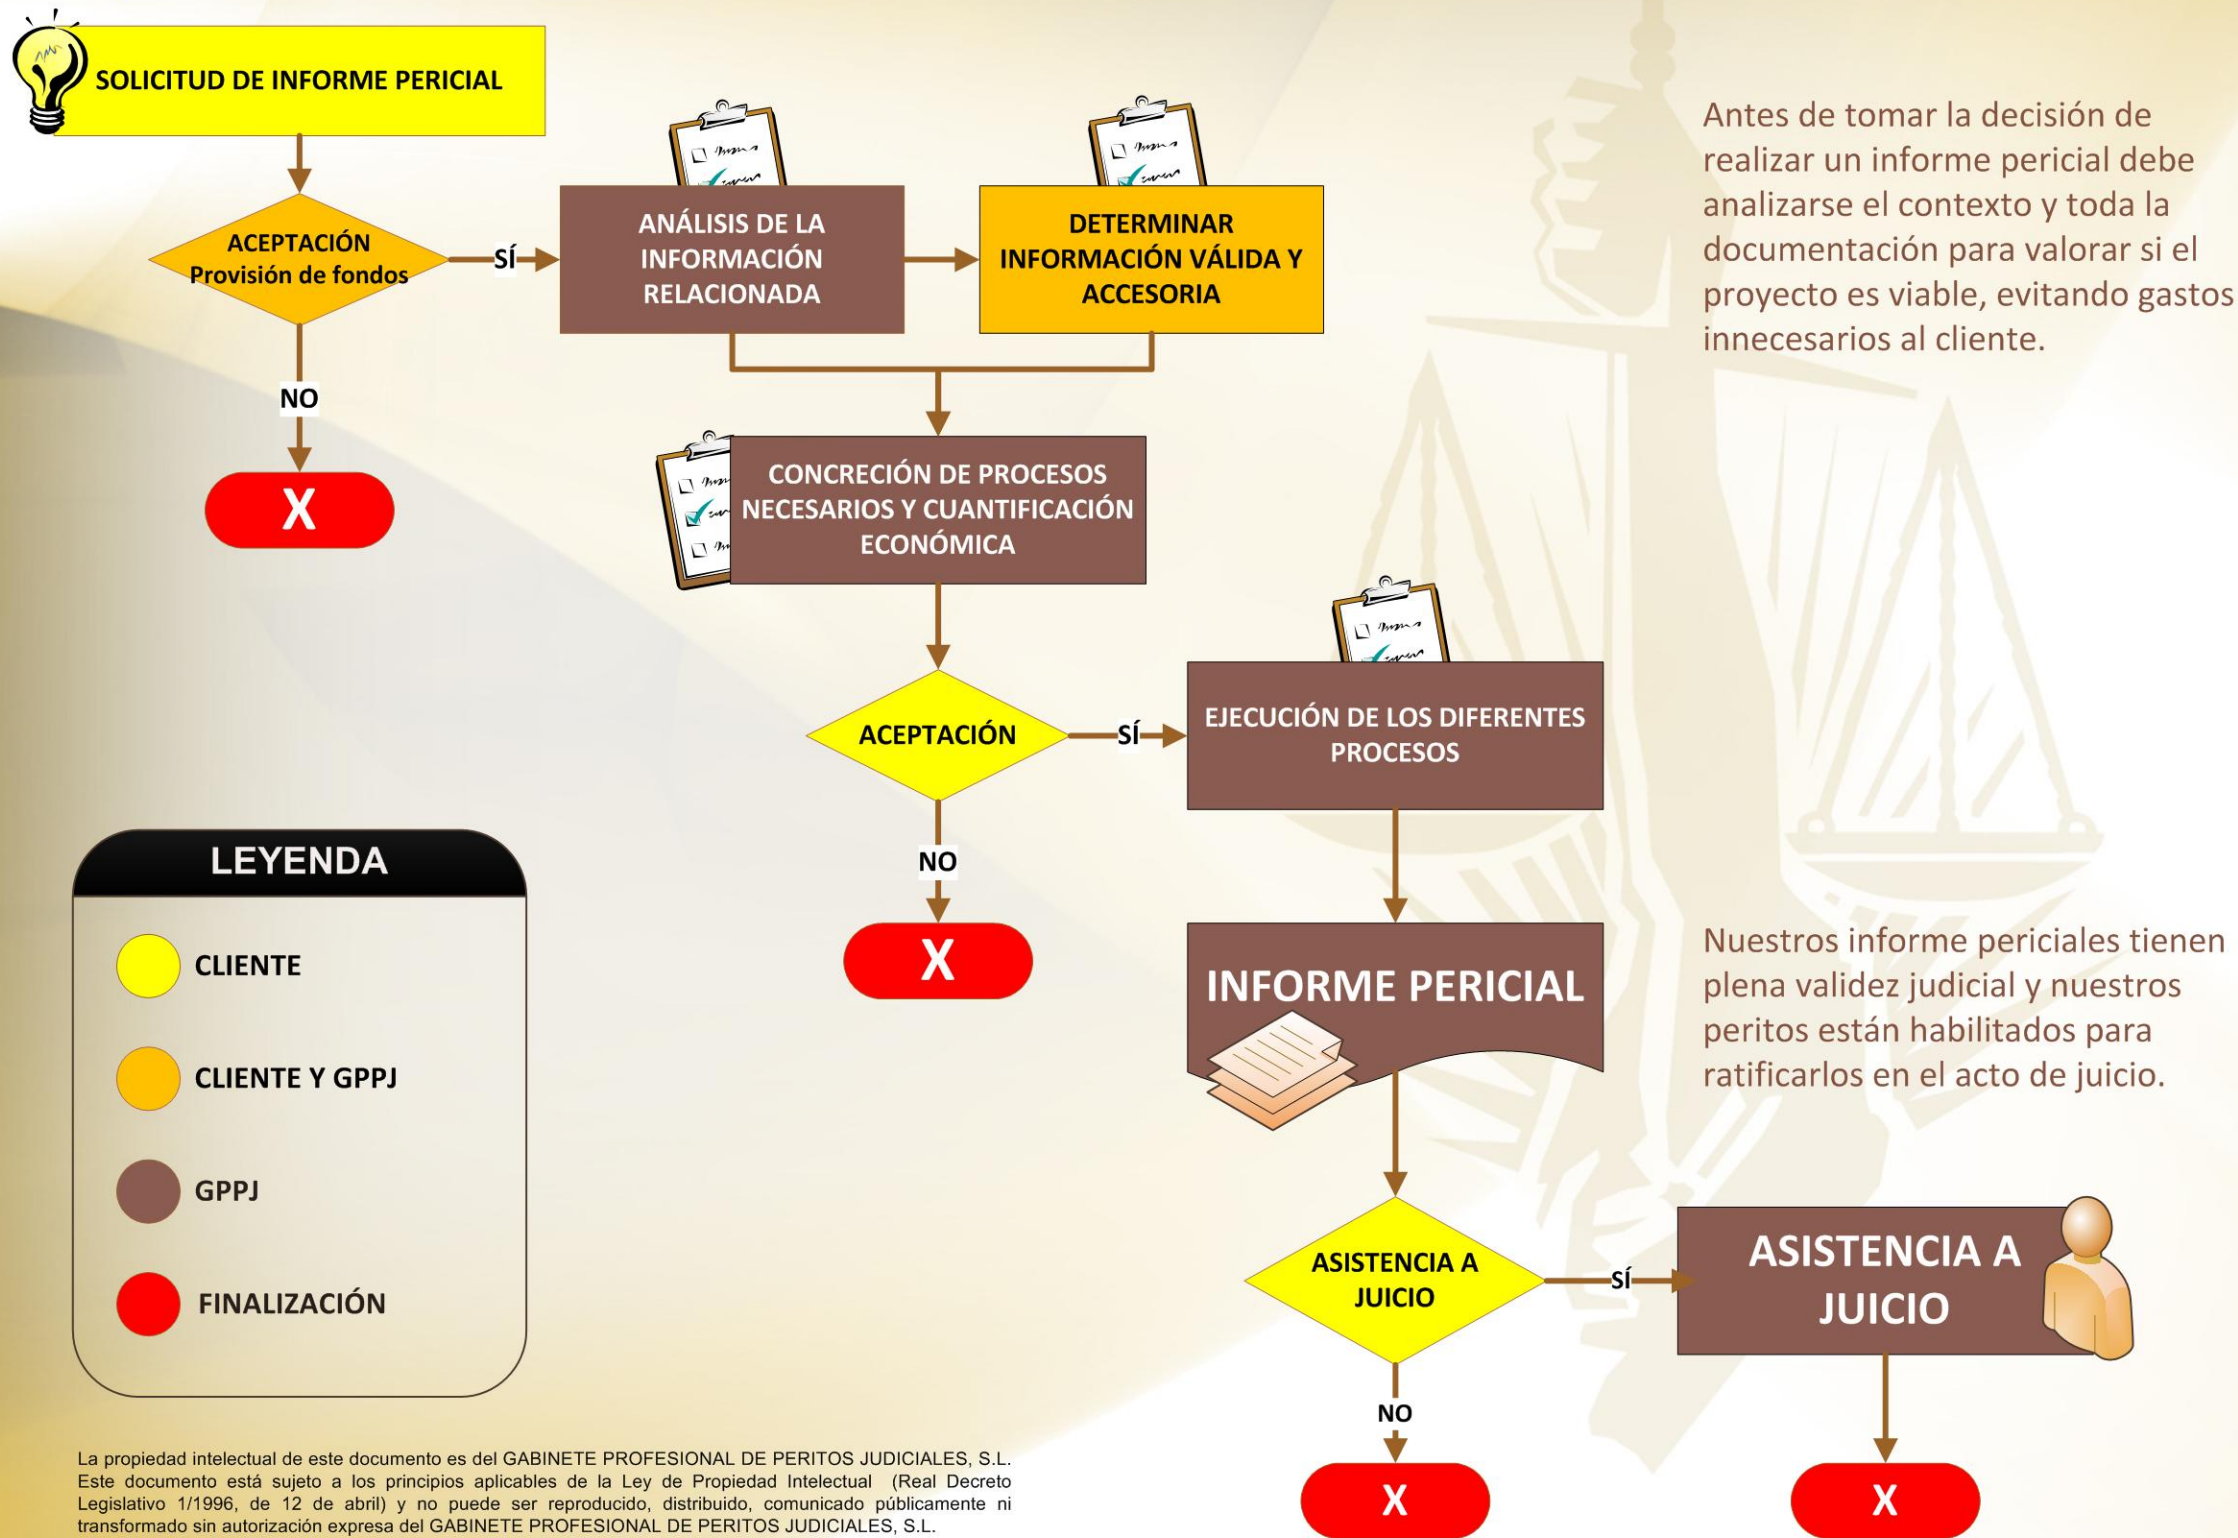 SOLICITUD DE INFORME PERICIAL
ACEPTACIÓN
Provisión de fondos
SÍ
NO
X
ANÁLISIS DE LA
INFORMACIÓN
RELACIONADA
DETERMINAR
INFORMACIÓN VÁLIDA Y
ACCESORIA
Antes de tomar la decisión de
realizar un informe pericial debe
analizarse el contexto y toda la
documentación para valorar si el
proyecto es viable, evitando gastos
innecesarios al cliente.
CONCRECIÓN DE PROCESOS
NECESARIOS Y CUANTIFICACIÓN
ECONÓMICA
ACEPTACIÓN
SÍ
NO
X
EJECUCIÓN DE LOS DIFERENTES
PROCESOS
INFORME PERICIAL
Nuestros informe periciales tienen
plena validez judicial y nuestros
peritos están habilitados para
ratificarlos en el acto de juicio.
ASISTENCIA A
JUICIO
SÍ
NO
X
ASISTENCIA A
JUICIO
X
LEYENDA
CLIENTE
CLIENTE Y GPPJ
GPPJ
FINALIZACIÓN
La propiedad intelectual de este documento es del GABINETE PROFESIONAL DE PERITOS JUDICIALES, S.L.
Este documento está sujeto a los principios aplicables de la Ley de Propiedad Intelectual (Real Decreto
Legislativo 1/1996, de 12 de abril) y no puede ser reproducido, distribuido, comunicado públicamente ni
transformado sin autorización expresa del GABINETE PROFESIONAL DE PERITOS JUDICIALES, S.L.